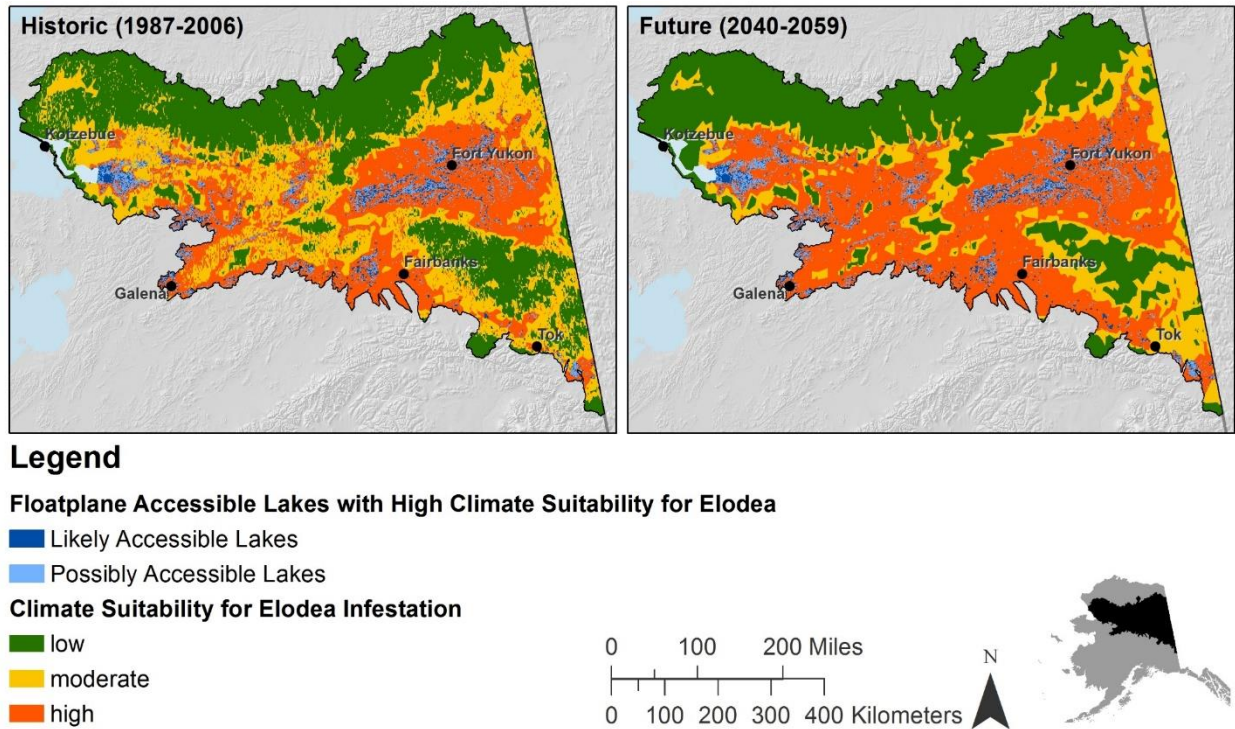 Historic (1987-2006)
Kotzebue
Fort Yukon
Fairbanks
Galena
Tok
Future (2040-2059)
Kotzebue
Fort Yukon
Fairbanks
Galena
Tok
Legend
Floatplane Accessible Lakes with High Climate Suitability for Elodea
Likely Accessible Lakes
Possibly Accessible Lakes
Climate Suitability for Elodea Infestation
low
moderate
high
0 100 200 Miles
0 100 200 300 400 Kilometers
N